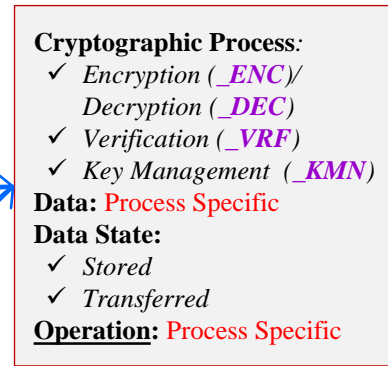 Cryptographic Process:
✓ Encryption (_ENC)/
Decryption (_DEC)
✓ Verification (_VRF)
✓ Key Management (_KMN)
Data: Process Specific
Data State:
✓ Stored
✓ Transferred
Operation: Process Specific